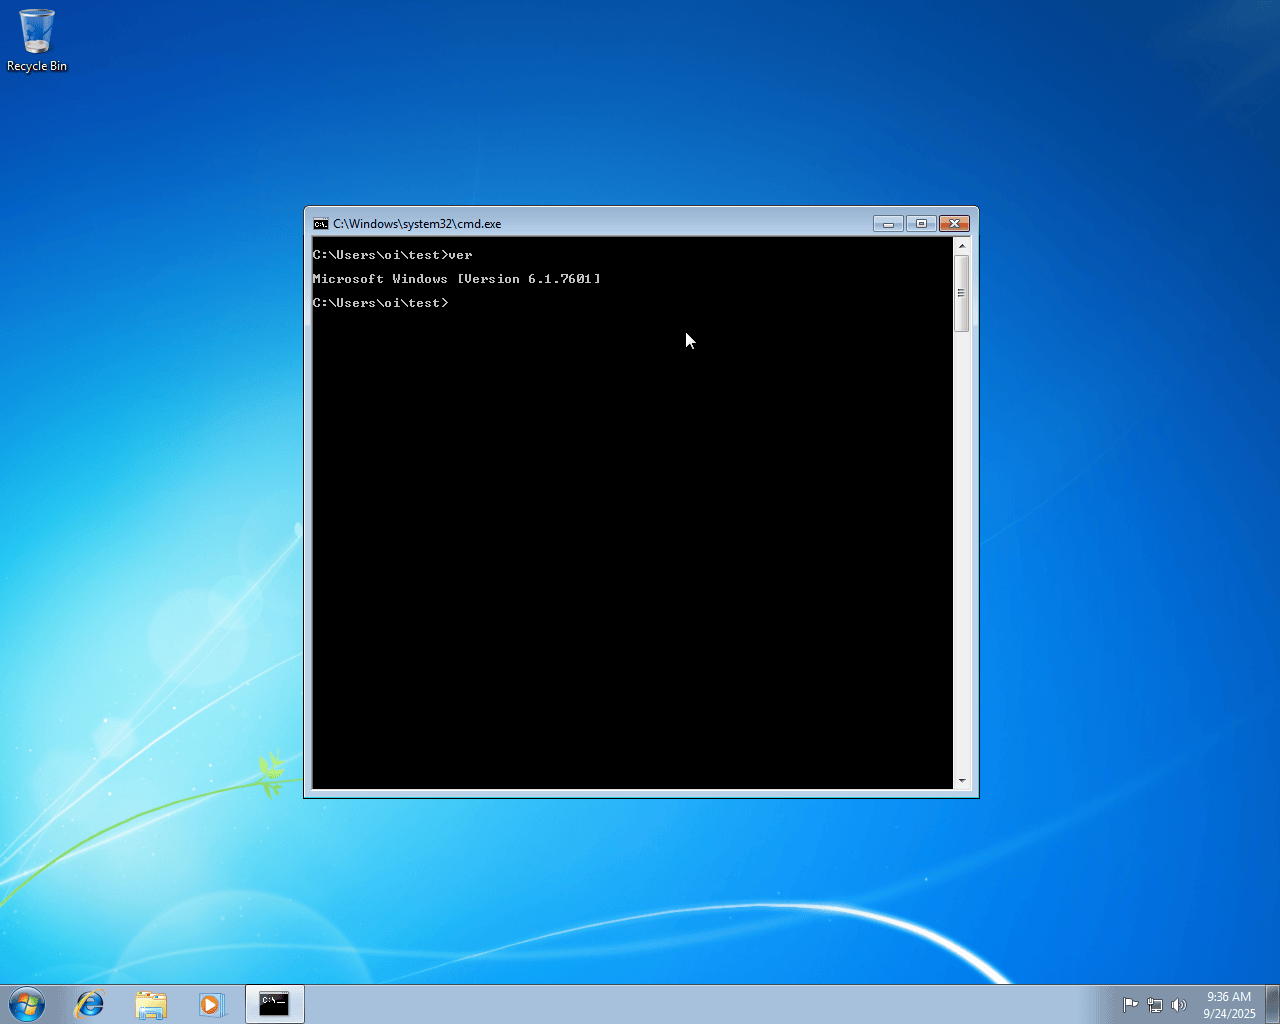 Recycle Bin
C:\Windows\system32\cmd.exe
C:\Users\oi\test>ver
Microsoft Windows [Version 6.1.7601]
C:\Users\oi\test>
9:36 AM
9/24/2025